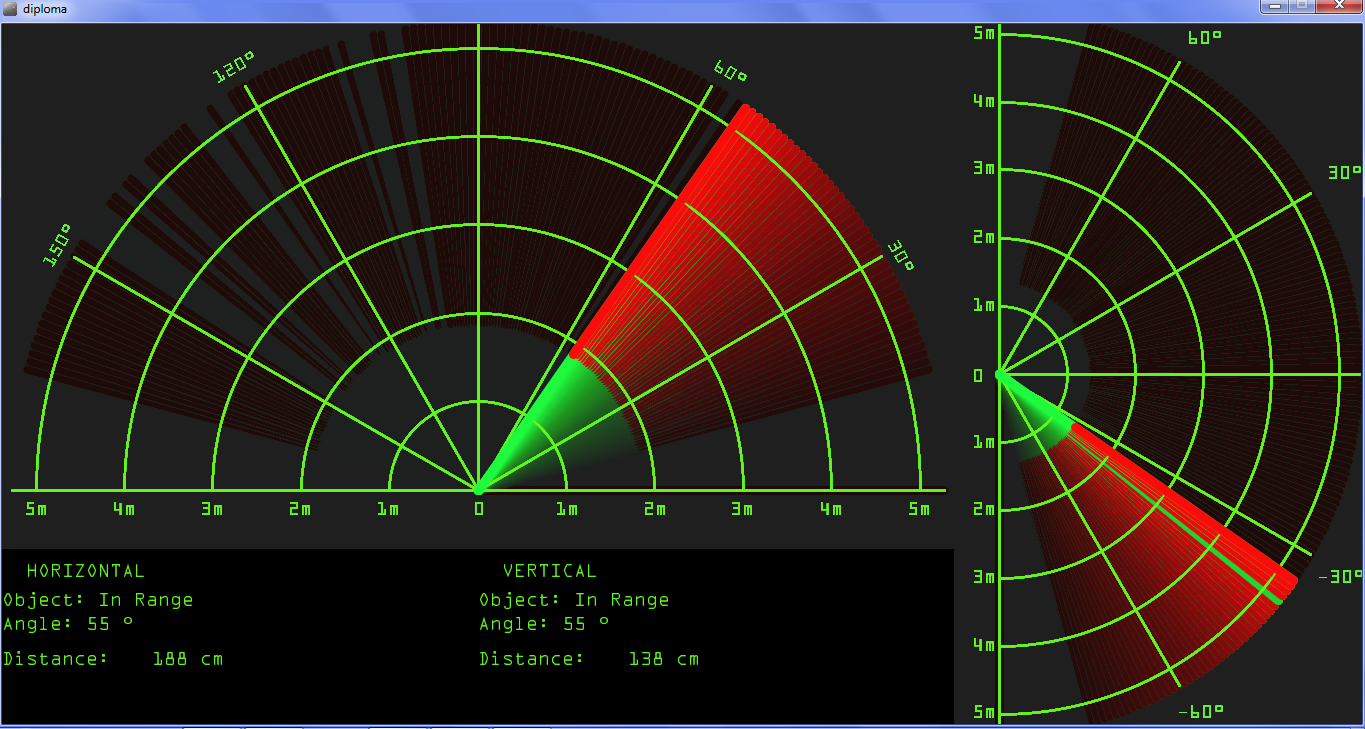 diploma
120°
60°
150°
30°
5m 4m 3m 2m 1m 0 1m 2m 3m 4m 5m
5m
4m
3m
2m
1m
0
1m
2m
3m
4m
5m
60°
30°
-30°
-60°
HORIZONTAL
Object: In Range
Angle: 55 °
Distance: 188 cm
VERTICAL
Object: In Range
Angle: 55 °
Distance: 138 cm